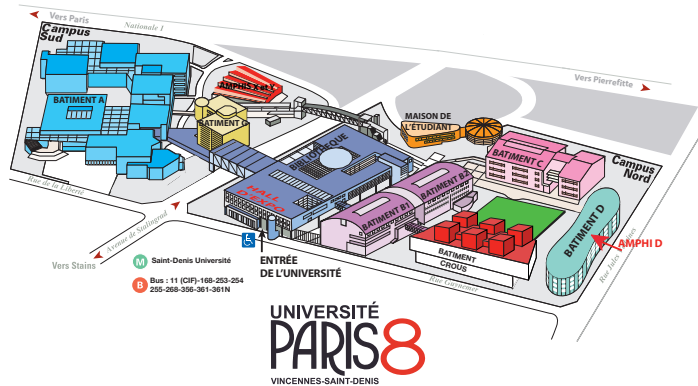 Vers Paris
Nationale 1
Campus
Sud
Vers Pierrefitte
AMPHIS X et Y
BATIMENT A
MAISON DE
L'ÉTUDIANT
BATIMENT G
BIBLIOTHEQUE
BATIMENT C
Campus
Nord
HALL
D'EXPO
BATIMENT B2
BATIMENT B1
Rue de la Liberté
BATIMENT D
AMPHI D
Avenue de Stalingrad
ENTRÉE
DE L'UNIVERSITÉ
BATIMENT
CROUS
Vers Stains
M Saint-Denis Université
B Bus : 11 (CIF)-168-253-254
255-268-356-361-361N
Rue Guynemer
Rue Jules
UNIVERSITÉ
PARIS8
VINCENNES-SAINT-DENIS